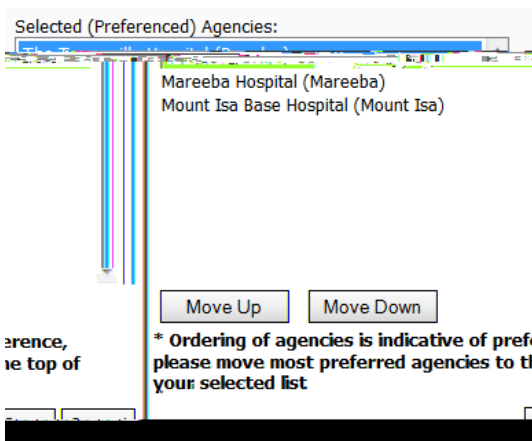 Selected (Preferenced) Agencies:
Mareeba Hospital (Mareeba)
Mount Isa Base Hospital (Mount Isa)
Move Up Move Down
erence,
ne top of
* Ordering of agencies is indicative of pref
please move most preferred agencies to t
your selected list